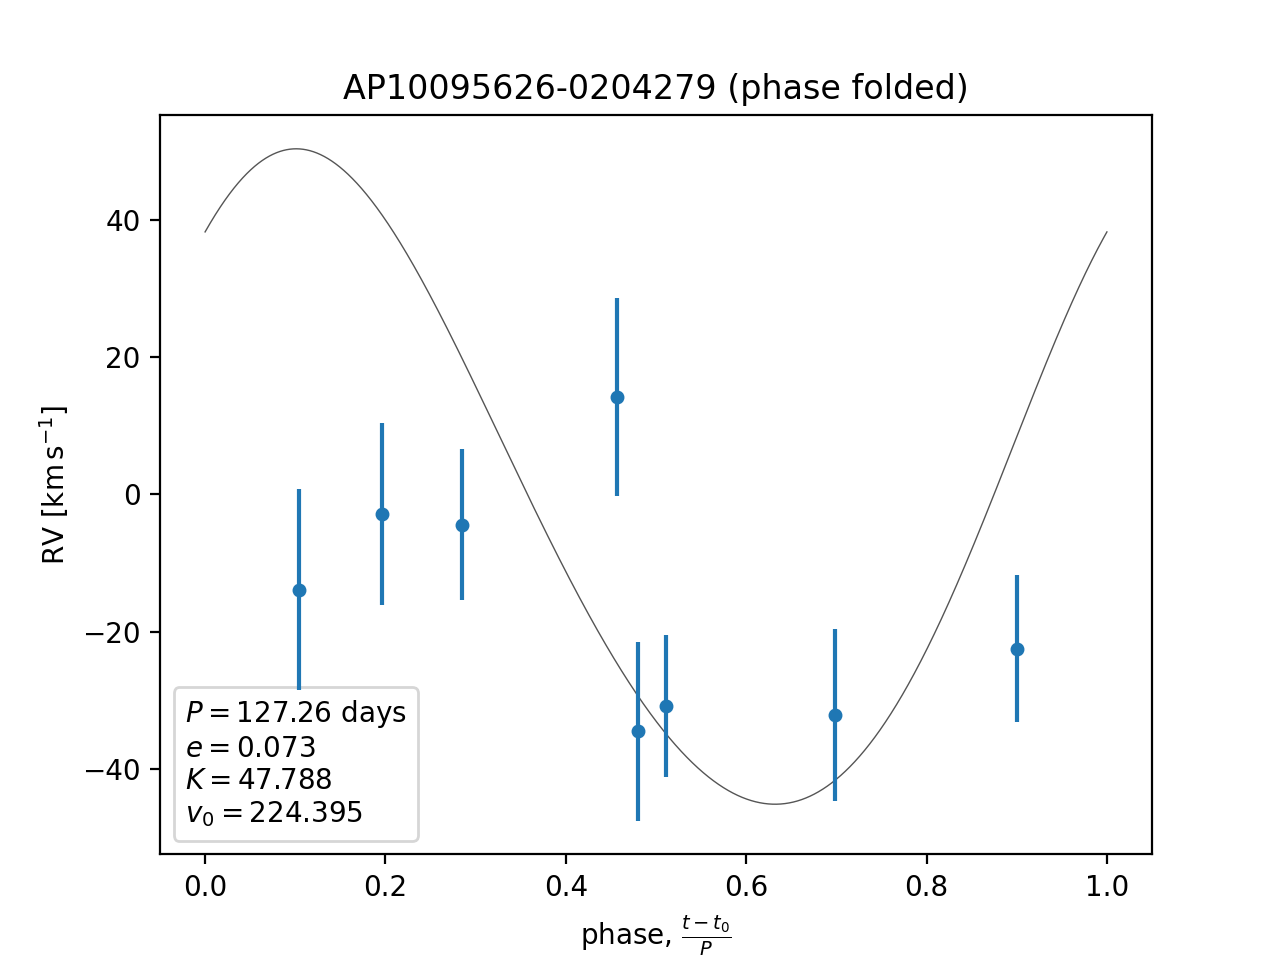 AP10095626-0204279 (phase folded)
RV [km s⁻¹]
40
20
0
−20
−40
P = 127.26 days
e = 0.073
K = 47.788
v₀ = 224.395
0.0 0.2 0.4 0.6 0.8 1.0
phase, (t − t₀)/P